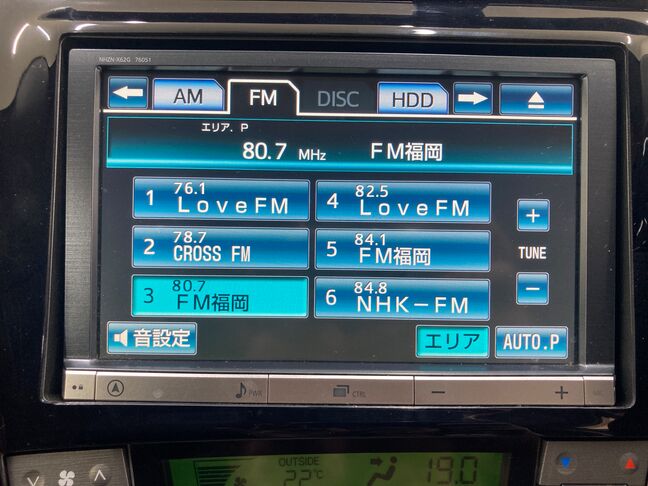 NHZN-X62G 76051
AM FM DISC HDD
エリア. P
80.7 MHz FM福岡
1 76.1 LoveFM
4 82.5 LoveFM
2 78.7 CROSS FM
5 84.1 FM福岡
3 80.7 FM福岡
6 84.8 NHK-FM
+
TUNE
−
音設定
エリア
AUTO.P
PWR CTRL − +
OUTSIDE
22℃
19.0